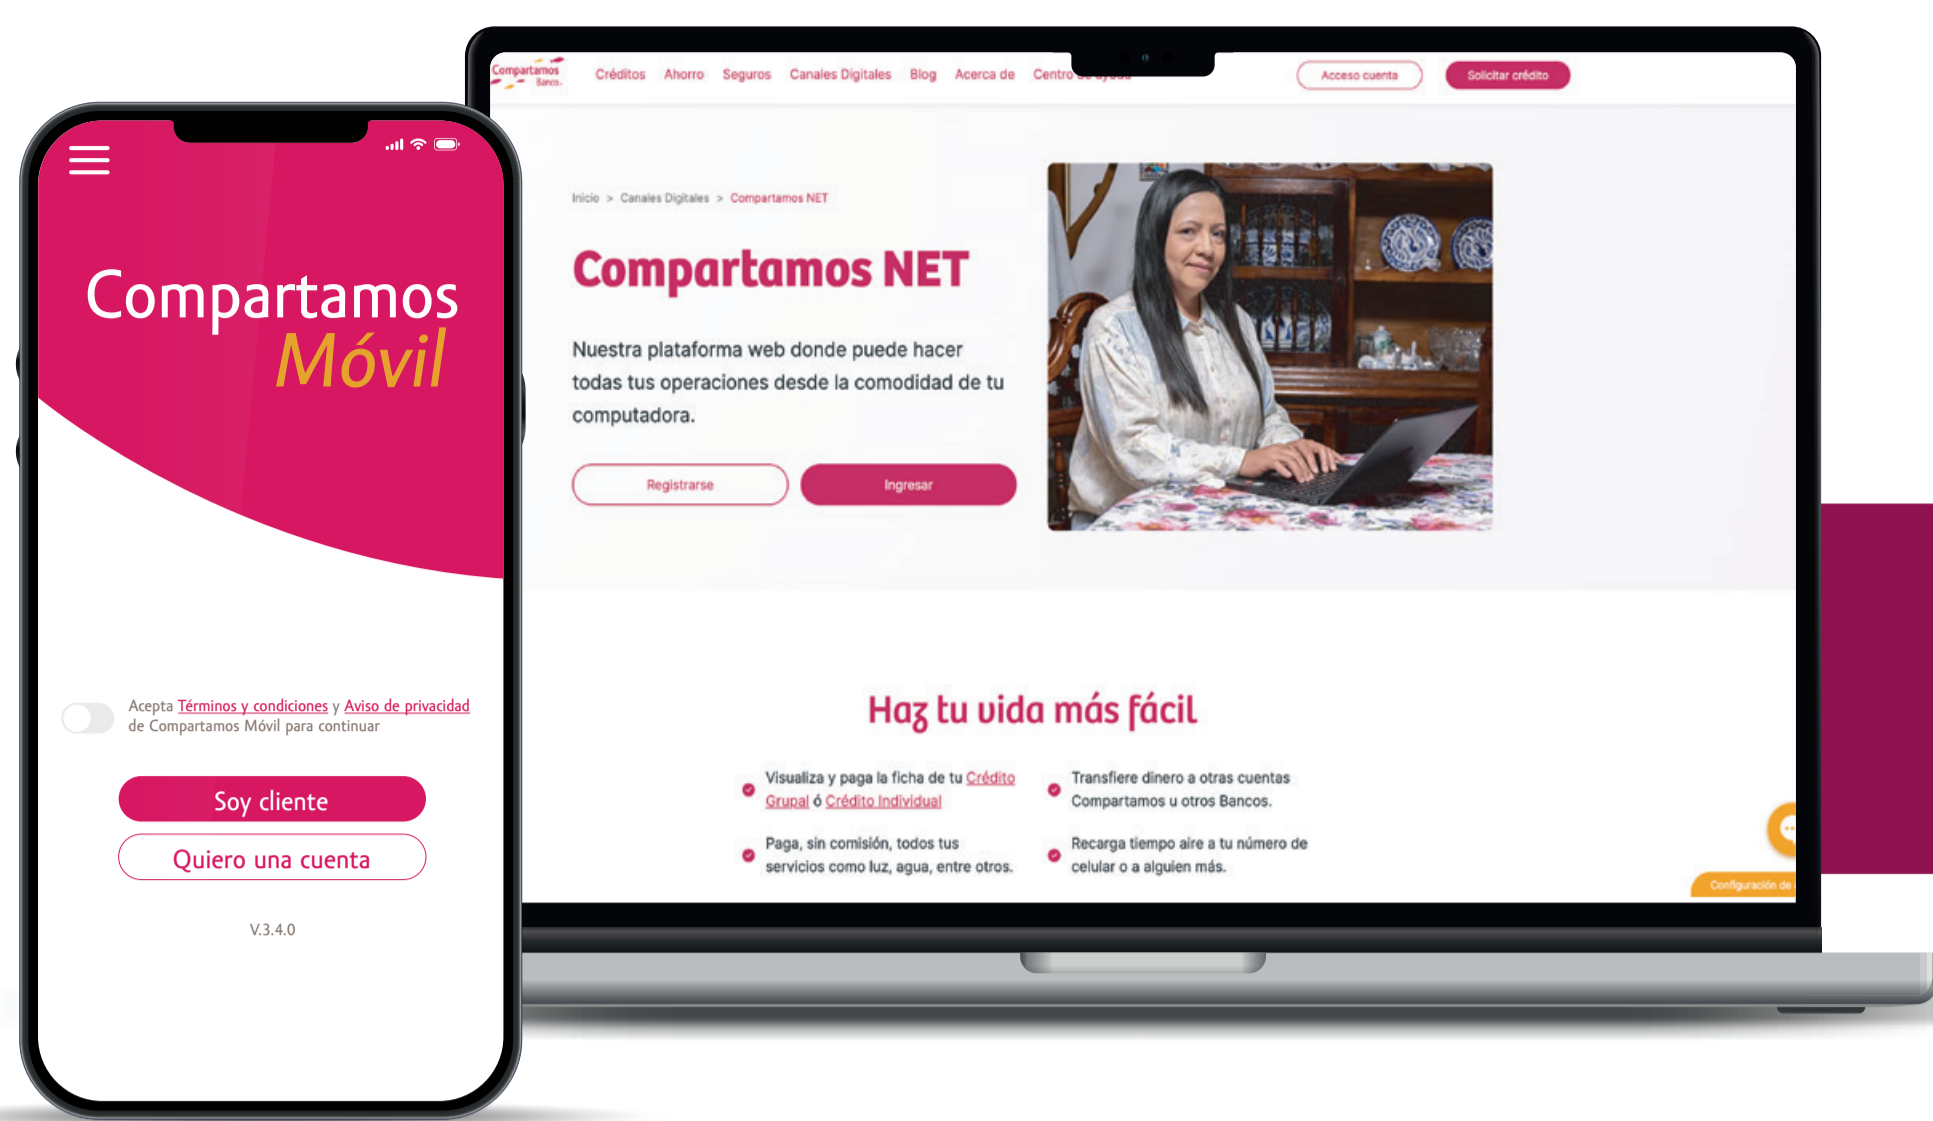 Compartamos
Móvil
Acepta Términos y condiciones y Aviso de privacidad
de Compartamos Móvil para continuar
Soy cliente
Quiero una cuenta
V.3.4.0
Compartamos
Banco.
Créditos Ahorro Seguros Canales Digitales Blog Acerca de Centro
Acceso cuenta
Solicitar crédito
Inicio > Canales Digitales > Compartamos NET
Compartamos NET
Nuestra plataforma web donde puede hacer
todas tus operaciones desde la comodidad de tu
computadora.
Registrarse
Ingresar
Haz tu vida más fácil
Visualiza y paga la ficha de tu Crédito
Grupal ó Crédito Individual
Transfiere dinero a otras cuentas
Compartamos u otros Bancos.
Paga, sin comisión, todos tus
servicios como luz, agua, entre otros.
Recarga tiempo aire a tu número de
celular o a alguien más.
Configuración de